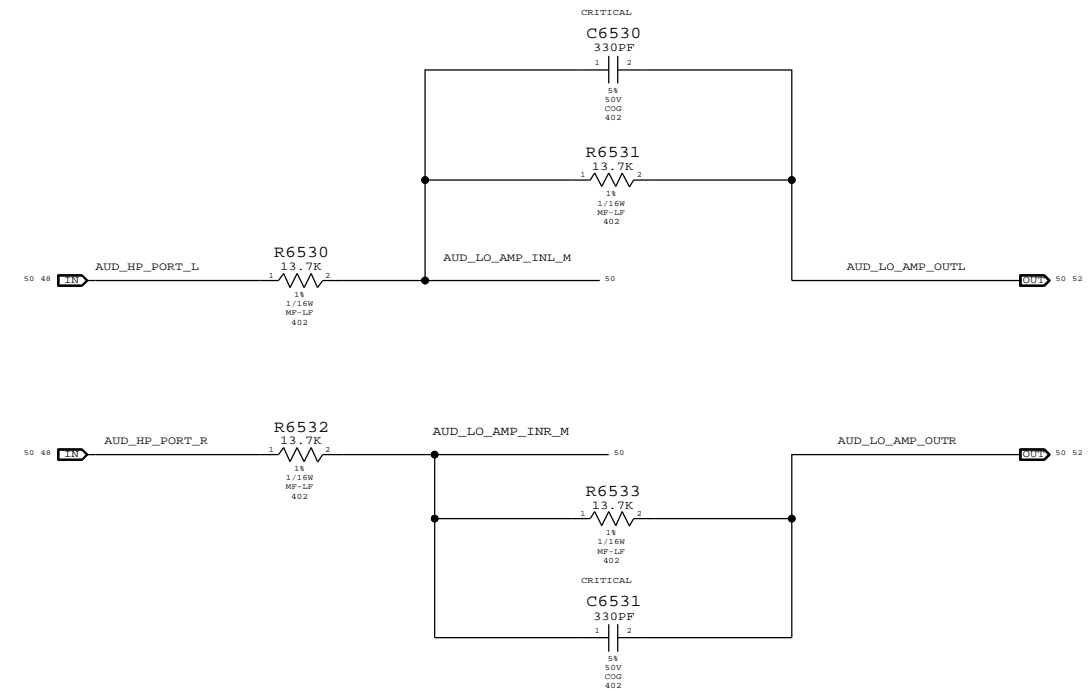 CRITICAL
C6530
330PF
1 2
5%
50V
COG
402
R6531
13.7K
1 2
1%
1/16W
MF-LF
402
R6530
13.7K
1 2
1%
1/16W
MF-LF
402
50 48 IN
AUD_HP_PORT_L
AUD_LO_AMP_INL_M
50
AUD_LO_AMP_OUTL
OUT 50 52
R6532
13.7K
1 2
1%
1/16W
MF-LF
402
50 48 IN
AUD_HP_PORT_R
AUD_LO_AMP_INR_M
50
AUD_LO_AMP_OUTR
OUT 50 52
R6533
13.7K
1 2
1%
1/16W
MF-LF
402
CRITICAL
C6531
330PF
1 2
5%
50V
COG
402